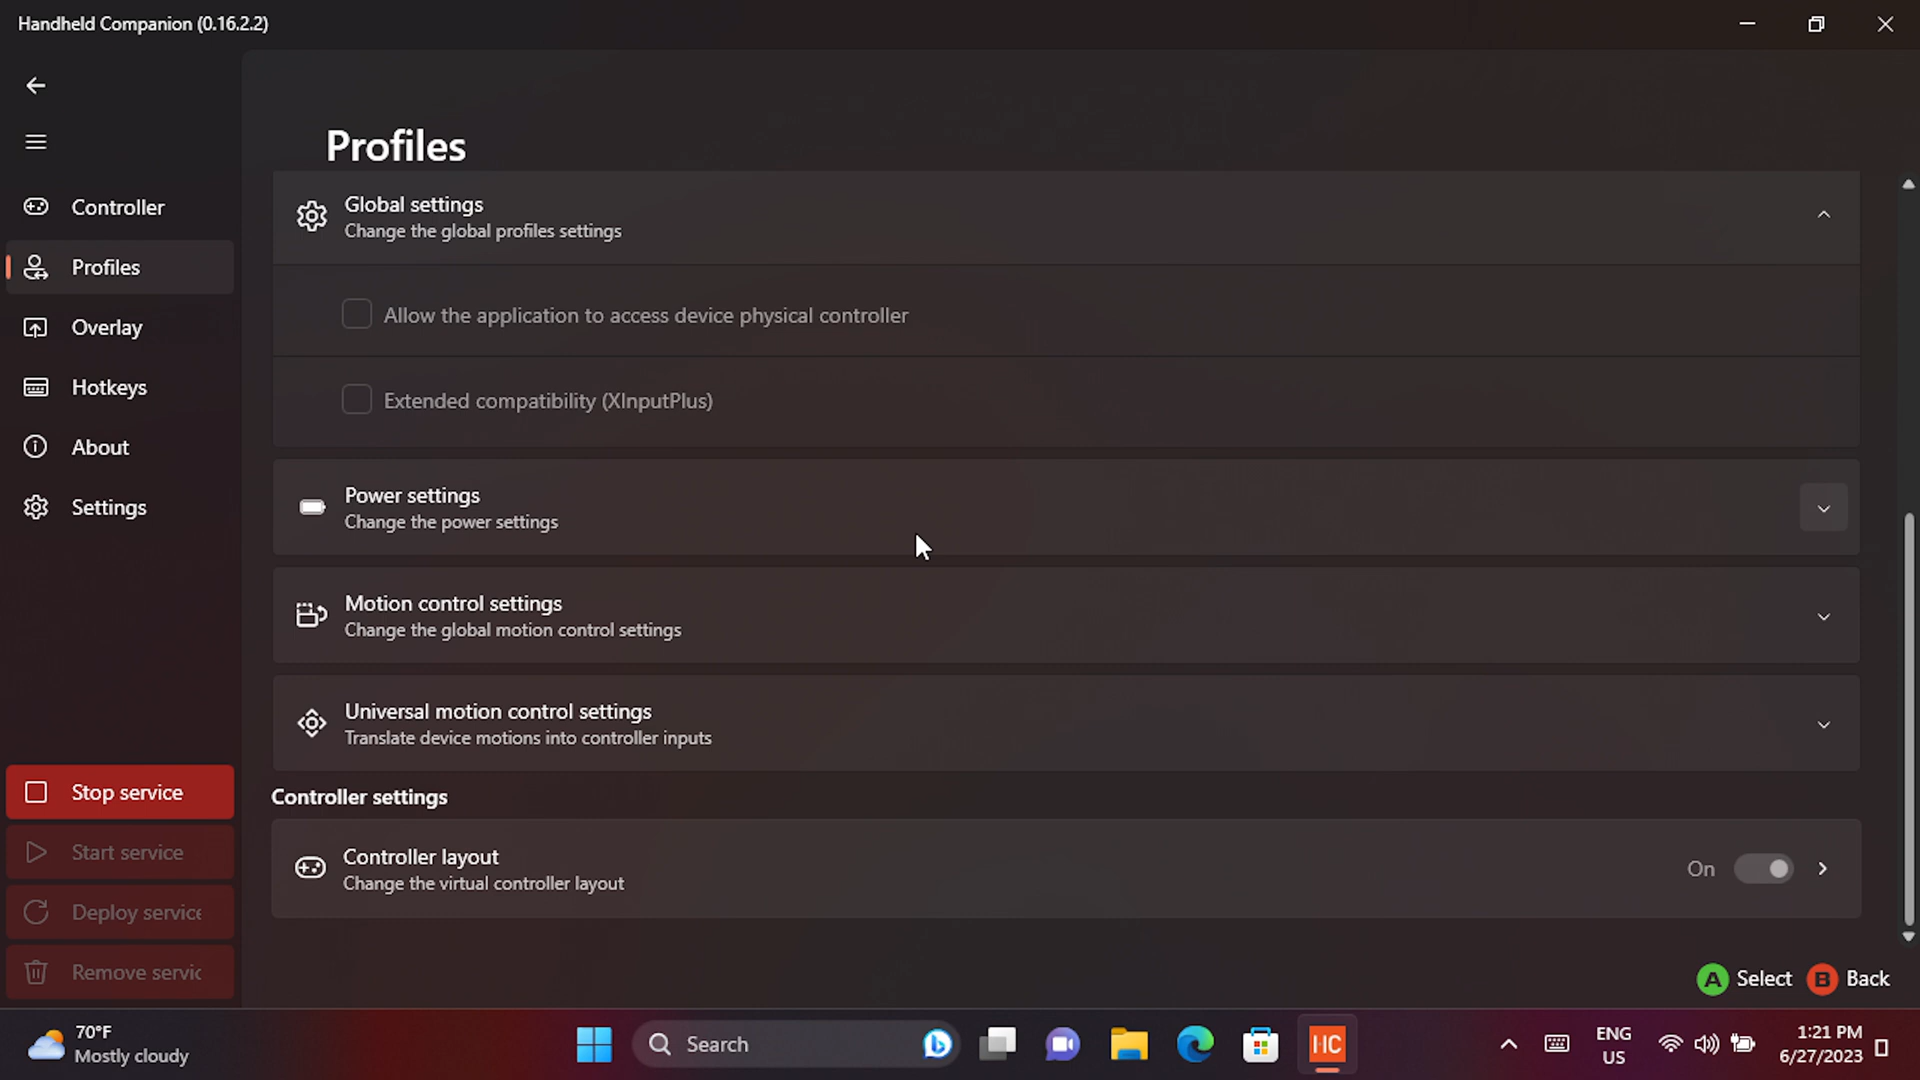 Handheld Companion (0.16.2.2)
Controller
Profiles
Overlay
Hotkeys
About
Settings
Stop service
Start service
Deploy service
Remove servic
Profiles
Global settings
Change the global profiles settings
Allow the application to access device physical controller
Extended compatibility (XInputPlus)
Power settings
Change the power settings
Motion control settings
Change the global motion control settings
Universal motion control settings
Translate device motions into controller inputs
Controller settings
Controller layout
Change the virtual controller layout
On
A Select B Back
70°F
Mostly cloudy
Search
HC
ENG
US
1:21 PM
6/27/2023